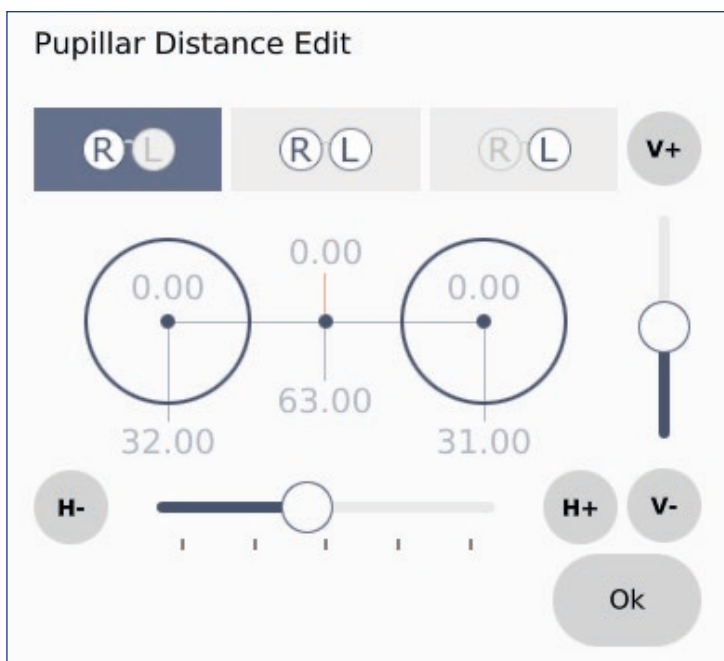 Pupillar Distance Edit
R L R L R L V+
0.00
0.00 0.00
63.00
32.00 31.00
H- H+ V-
Ok